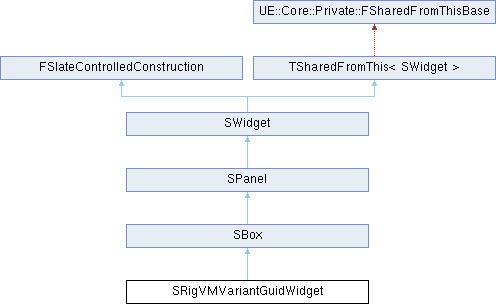 UE::Core::Private::FSharedFromThisBase
FSlateControlledConstruction
TSharedFromThis< SWidget >
SWidget
SPanel
SBox
SRigVMVariantGuidWidget